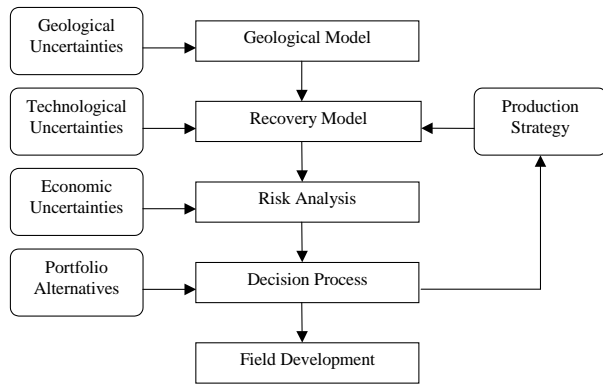 Geological
Uncertainties
Geological Model
Technological
Uncertainties
Recovery Model
Production
Strategy
Economic
Uncertainties
Risk Analysis
Portfolio
Alternatives
Decision Process
Field Development